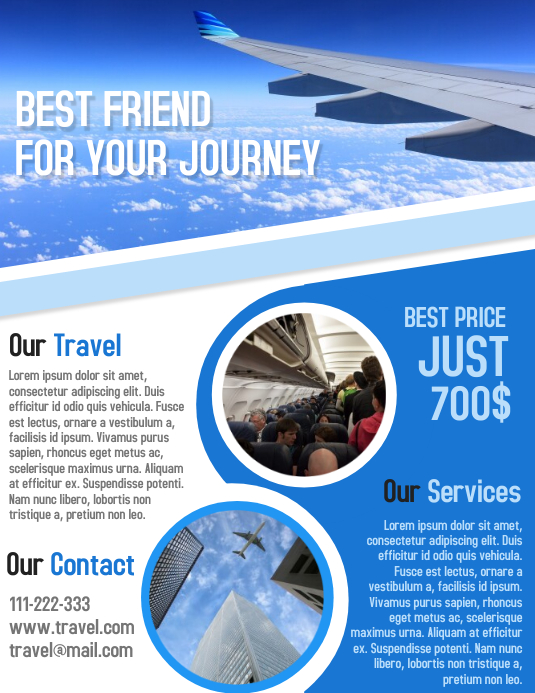 BEST FRIEND
FOR YOUR JOURNEY
BEST PRICE
JUST
700$
Our Travel
Lorem ipsum dolor sit amet,
consectetur adipiscing elit. Duis
efficitur id odio quis vehicula. Fusce
est lectus, ornare a vestibulum a,
facilisis id ipsum. Vivamus purus
sapien, rhoncus eget metus ac,
scelerisque maximus urna. Aliquam
at efficitur ex. Suspendisse potenti.
Nam nunc libero, lobortis non
tristique a, pretium non leo.
Our Services
Lorem ipsum dolor sit amet,
consectetur adipiscing elit. Duis
efficitur id odio quis vehicula.
Fusce est lectus, ornare a
vestibulum a, facilisis id ipsum.
Vivamus purus sapien, rhoncus
eget metus ac, scelerisque
maximus urna. Aliquam at efficitur
ex. Suspendisse potenti. Nam nunc
libero, lobortis non tristique a,
pretium non leo.
Our Contact
111-222-333
www.travel.com
travel@mail.com